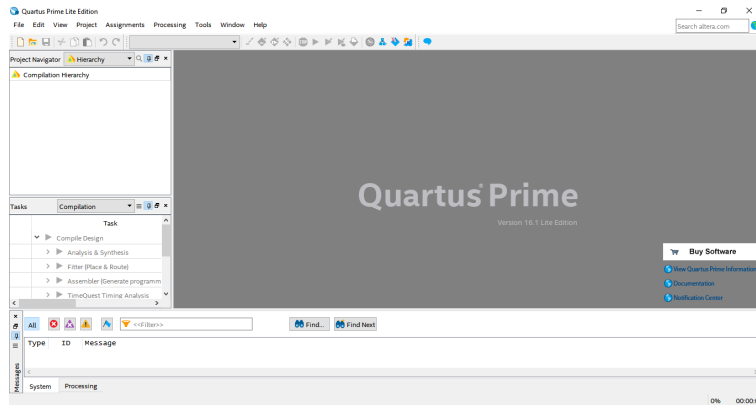 Quartus Prime Lite Edition
File Edit View Project Assignments Processing Tools Window Help
Search altera.com
Project Navigator Hierarchy
Compilation Hierarchy
Quartus Prime
Version 16.1 Lite Edition
Tasks Compilation
Task
Compile Design
Analysis & Synthesis
Fitter (Place & Route)
Assembler (Generate programm
TimeQuest Timing Analysis
Buy Software
View Quartus Prime Information
Documentation
Notification Center
All <<Filter>> Find... Find Next
Type ID Message
Messages
System Processing
0% 00:00: